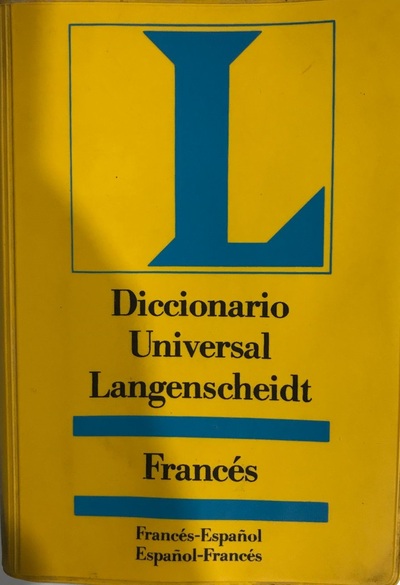 L
Diccionario
Universal
Langenscheidt
Francés
Francés-Español
Español-Francés